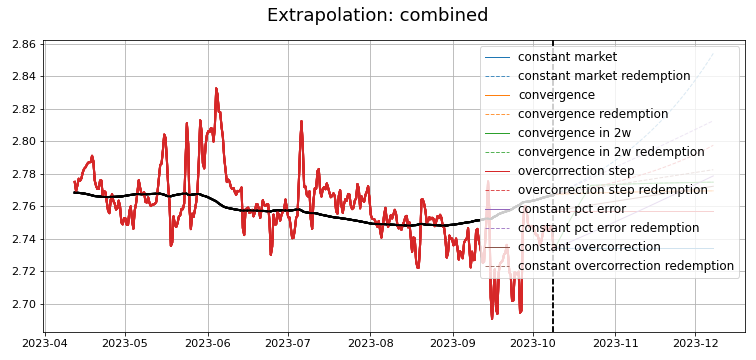 Extrapolation: combined
2.86
2.84
2.82
2.80
2.78
2.76
2.74
2.72
2.70
constant market
constant market redemption
convergence
convergence redemption
convergence in 2w
convergence in 2w redemption
overcorrection step
overcorrection step redemption
constant pct error
constant pct error redemption
constant overcorrection
constant overcorrection redemption
2023-04 2023-05 2023-06 2023-07 2023-08 2023-09 2023-10 2023-11 2023-12